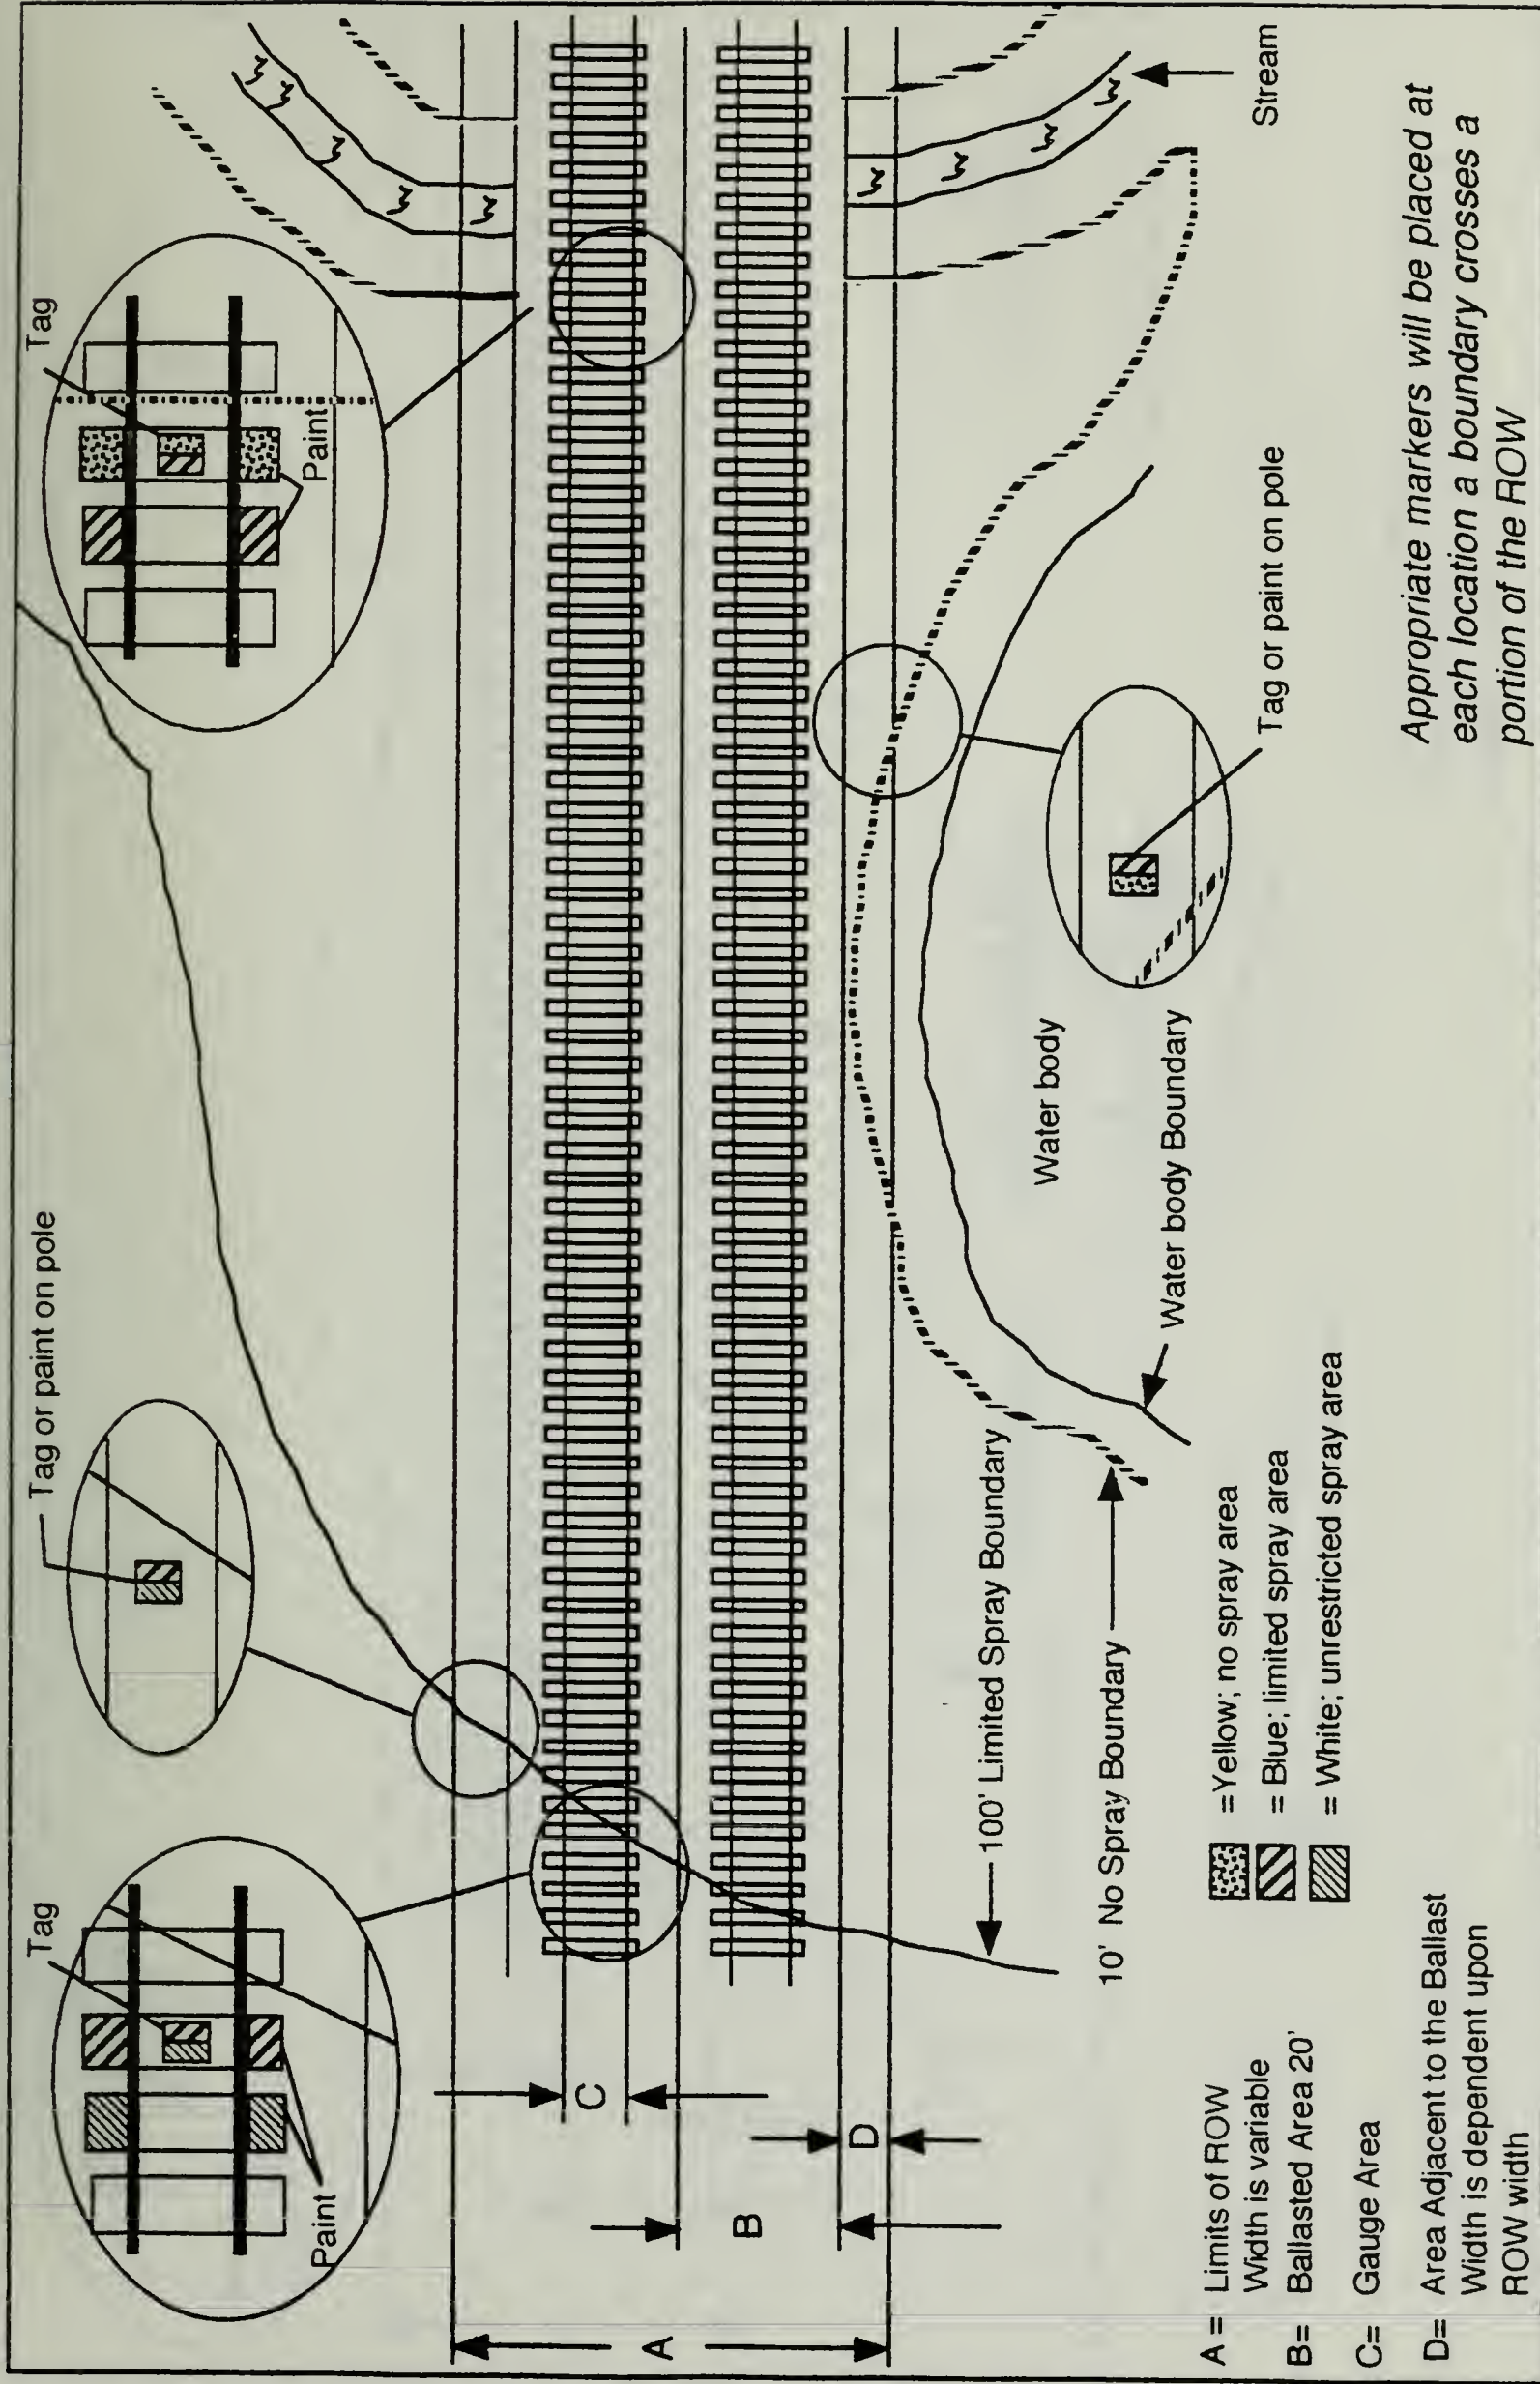 Tag
Paint
Tag or paint on pole
Tag
Paint
A
B
C
D
Stream
Water body
Water body Boundary
Tag or paint on pole
100' Limited Spray Boundary
10' No Spray Boundary
A = Limits of ROW
Width is variable
B= Ballasted Area 20'
C= Gauge Area
D= Area Adjacent to the Ballast
Width is dependent upon
ROW width
=Yellow; no spray area
= Blue; limited spray area
= White; unrestricted spray area
Appropriate markers will be placed at
each location a boundary crosses a
portion of the ROW